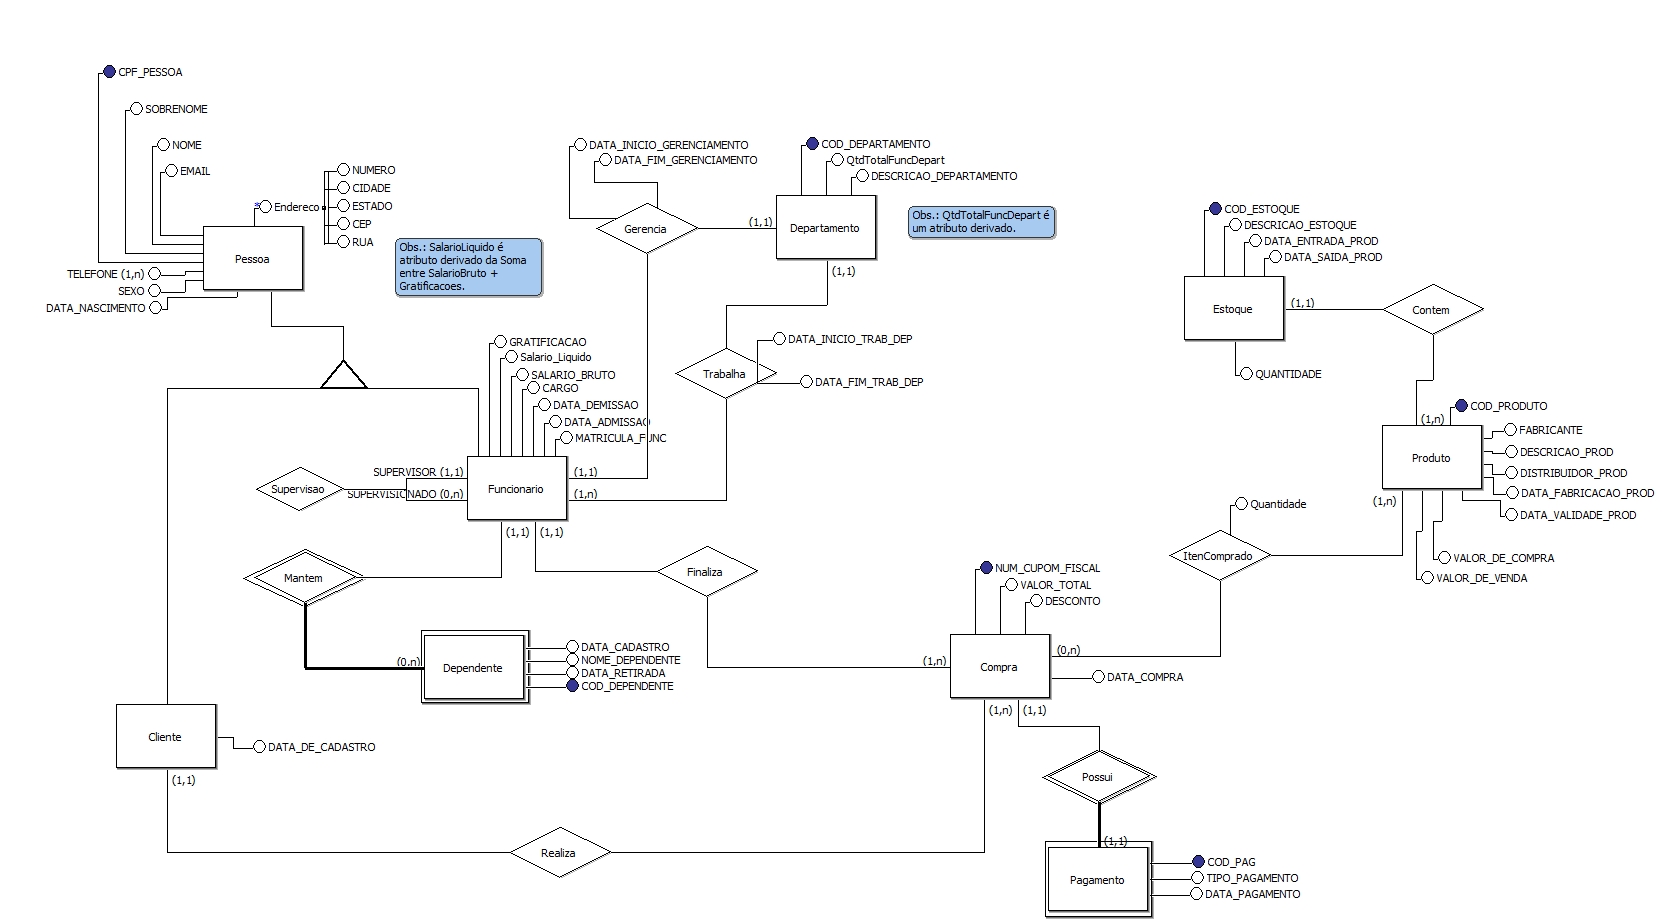 CPF_PESSOA
SOBRENOME
NOME
EMAIL
* Endereco
NUMERO
CIDADE
ESTADO
CEP
RUA
Pessoa
TELEFONE (1,n)
SEXO
DATA_NASCIMENTO
Obs.: SalarioLiquido é
atributo derivado da Soma
entre SalarioBruto +
Gratificacoes.
DATA_INICIO_GERENCIAMENTO
DATA_FIM_GERENCIAMENTO
Gerencia
(1,1)
COD_DEPARTAMENTO
QtdTotalFuncDepart
DESCRICAO_DEPARTAMENTO
Departamento
(1,1)
Obs.: QtdTotalFuncDepart é
um atributo derivado.
COD_ESTOQUE
DESCRICAO_ESTOQUE
DATA_ENTRADA_PROD
DATA_SAIDA_PROD
Estoque
(1,1)
Contem
QUANTIDADE
GRATIFICACAO
Salario_Liquido
SALARIO_BRUTO
CARGO
DATA_DEMISSAO
DATA_ADMISSAO
MATRICULA_FUNC
Trabalha
DATA_INICIO_TRAB_DEP
DATA_FIM_TRAB_DEP
(1,n)
COD_PRODUTO
FABRICANTE
DESCRICAO_PROD
DISTRIBUIDOR_PROD
DATA_FABRICACAO_PROD
DATA_VALIDADE_PROD
Produto
(1,n)
VALOR_DE_COMPRA
VALOR_DE_VENDA
Supervisao
SUPERVISOR (1,1)
SUPERVISIONADO (0,n)
Funcionario
(1,1)
(1,n)
(1,1)
(1,1)
Quantidade
ItenComprado
Mantem
Finaliza
NUM_CUPOM_FISCAL
VALOR_TOTAL
DESCONTO
(0,n)
Dependente
DATA_CADASTRO
NOME_DEPENDENTE
DATA_RETIRADA
COD_DEPENDENTE
(1,n)
Compra
(0,n)
DATA_COMPRA
(1,n)
(1,1)
Cliente
DATA_DE_CADASTRO
(1,1)
Possui
Realiza
(1,1)
Pagamento
COD_PAG
TIPO_PAGAMENTO
DATA_PAGAMENTO